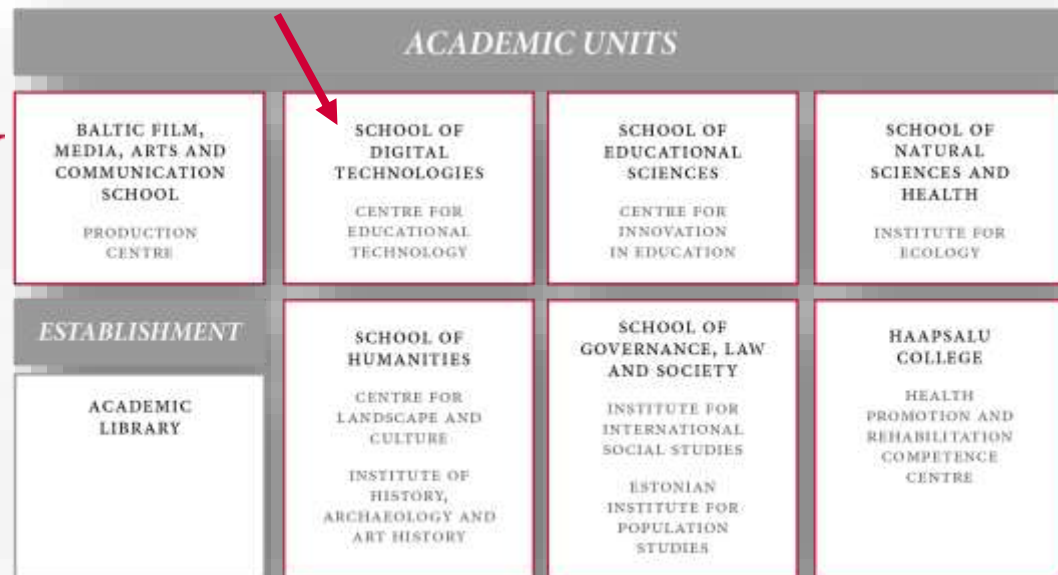 ACADEMIC UNITS
BALTIC FILM,
MEDIA, ARTS AND
COMMUNICATION
SCHOOL
PRODUCTION
CENTRE
SCHOOL OF
DIGITAL
TECHNOLOGIES
CENTRE FOR
EDUCATIONAL
TECHNOLOGY
SCHOOL OF
EDUCATIONAL
SCIENCES
CENTRE FOR
INNOVATION
IN EDUCATION
SCHOOL OF
NATURAL
SCIENCES AND
HEALTH
INSTITUTE FOR
ECOLOGY
ESTABLISHMENT
ACADEMIC
LIBRARY
SCHOOL OF
HUMANITIES
CENTRE FOR
LANDSCAPE AND
CULTURE
INSTITUTE OF
HISTORY,
ARCHAEOLOGY AND
ART HISTORY
SCHOOL OF
GOVERNANCE, LAW
AND SOCIETY
INSTITUTE FOR
INTERNATIONAL
SOCIAL STUDIES
ESTONIAN
INSTITUTE FOR
POPULATION
STUDIES
HAAPSALU
COLLEGE
HEALTH
PROMOTION AND
REHABILITATION
COMPETENCE
CENTRE